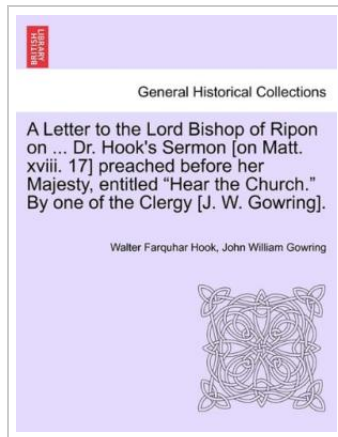 BRITISH
LIBRARY
General Historical Collections
A Letter to the Lord Bishop of Ripon
on ... Dr. Hook's Sermon [on Matt.
xviii. 17] preached before her
Majesty, entitled “Hear the Church.”
By one of the Clergy [J. W. Gowring].
Walter Farquhar Hook, John William Gowring